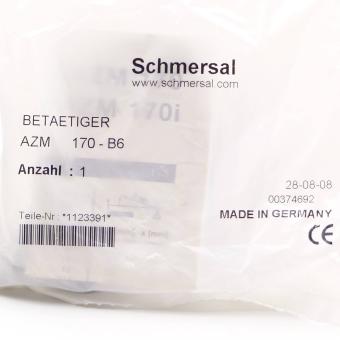 Schmersal
www.schmersal.com
170i
BETAETIGER
AZM 170 - B6
Anzahl : 1
28-08-08
00374692
Teile-Nr : *1123391*
MADE IN GERMANY
CE